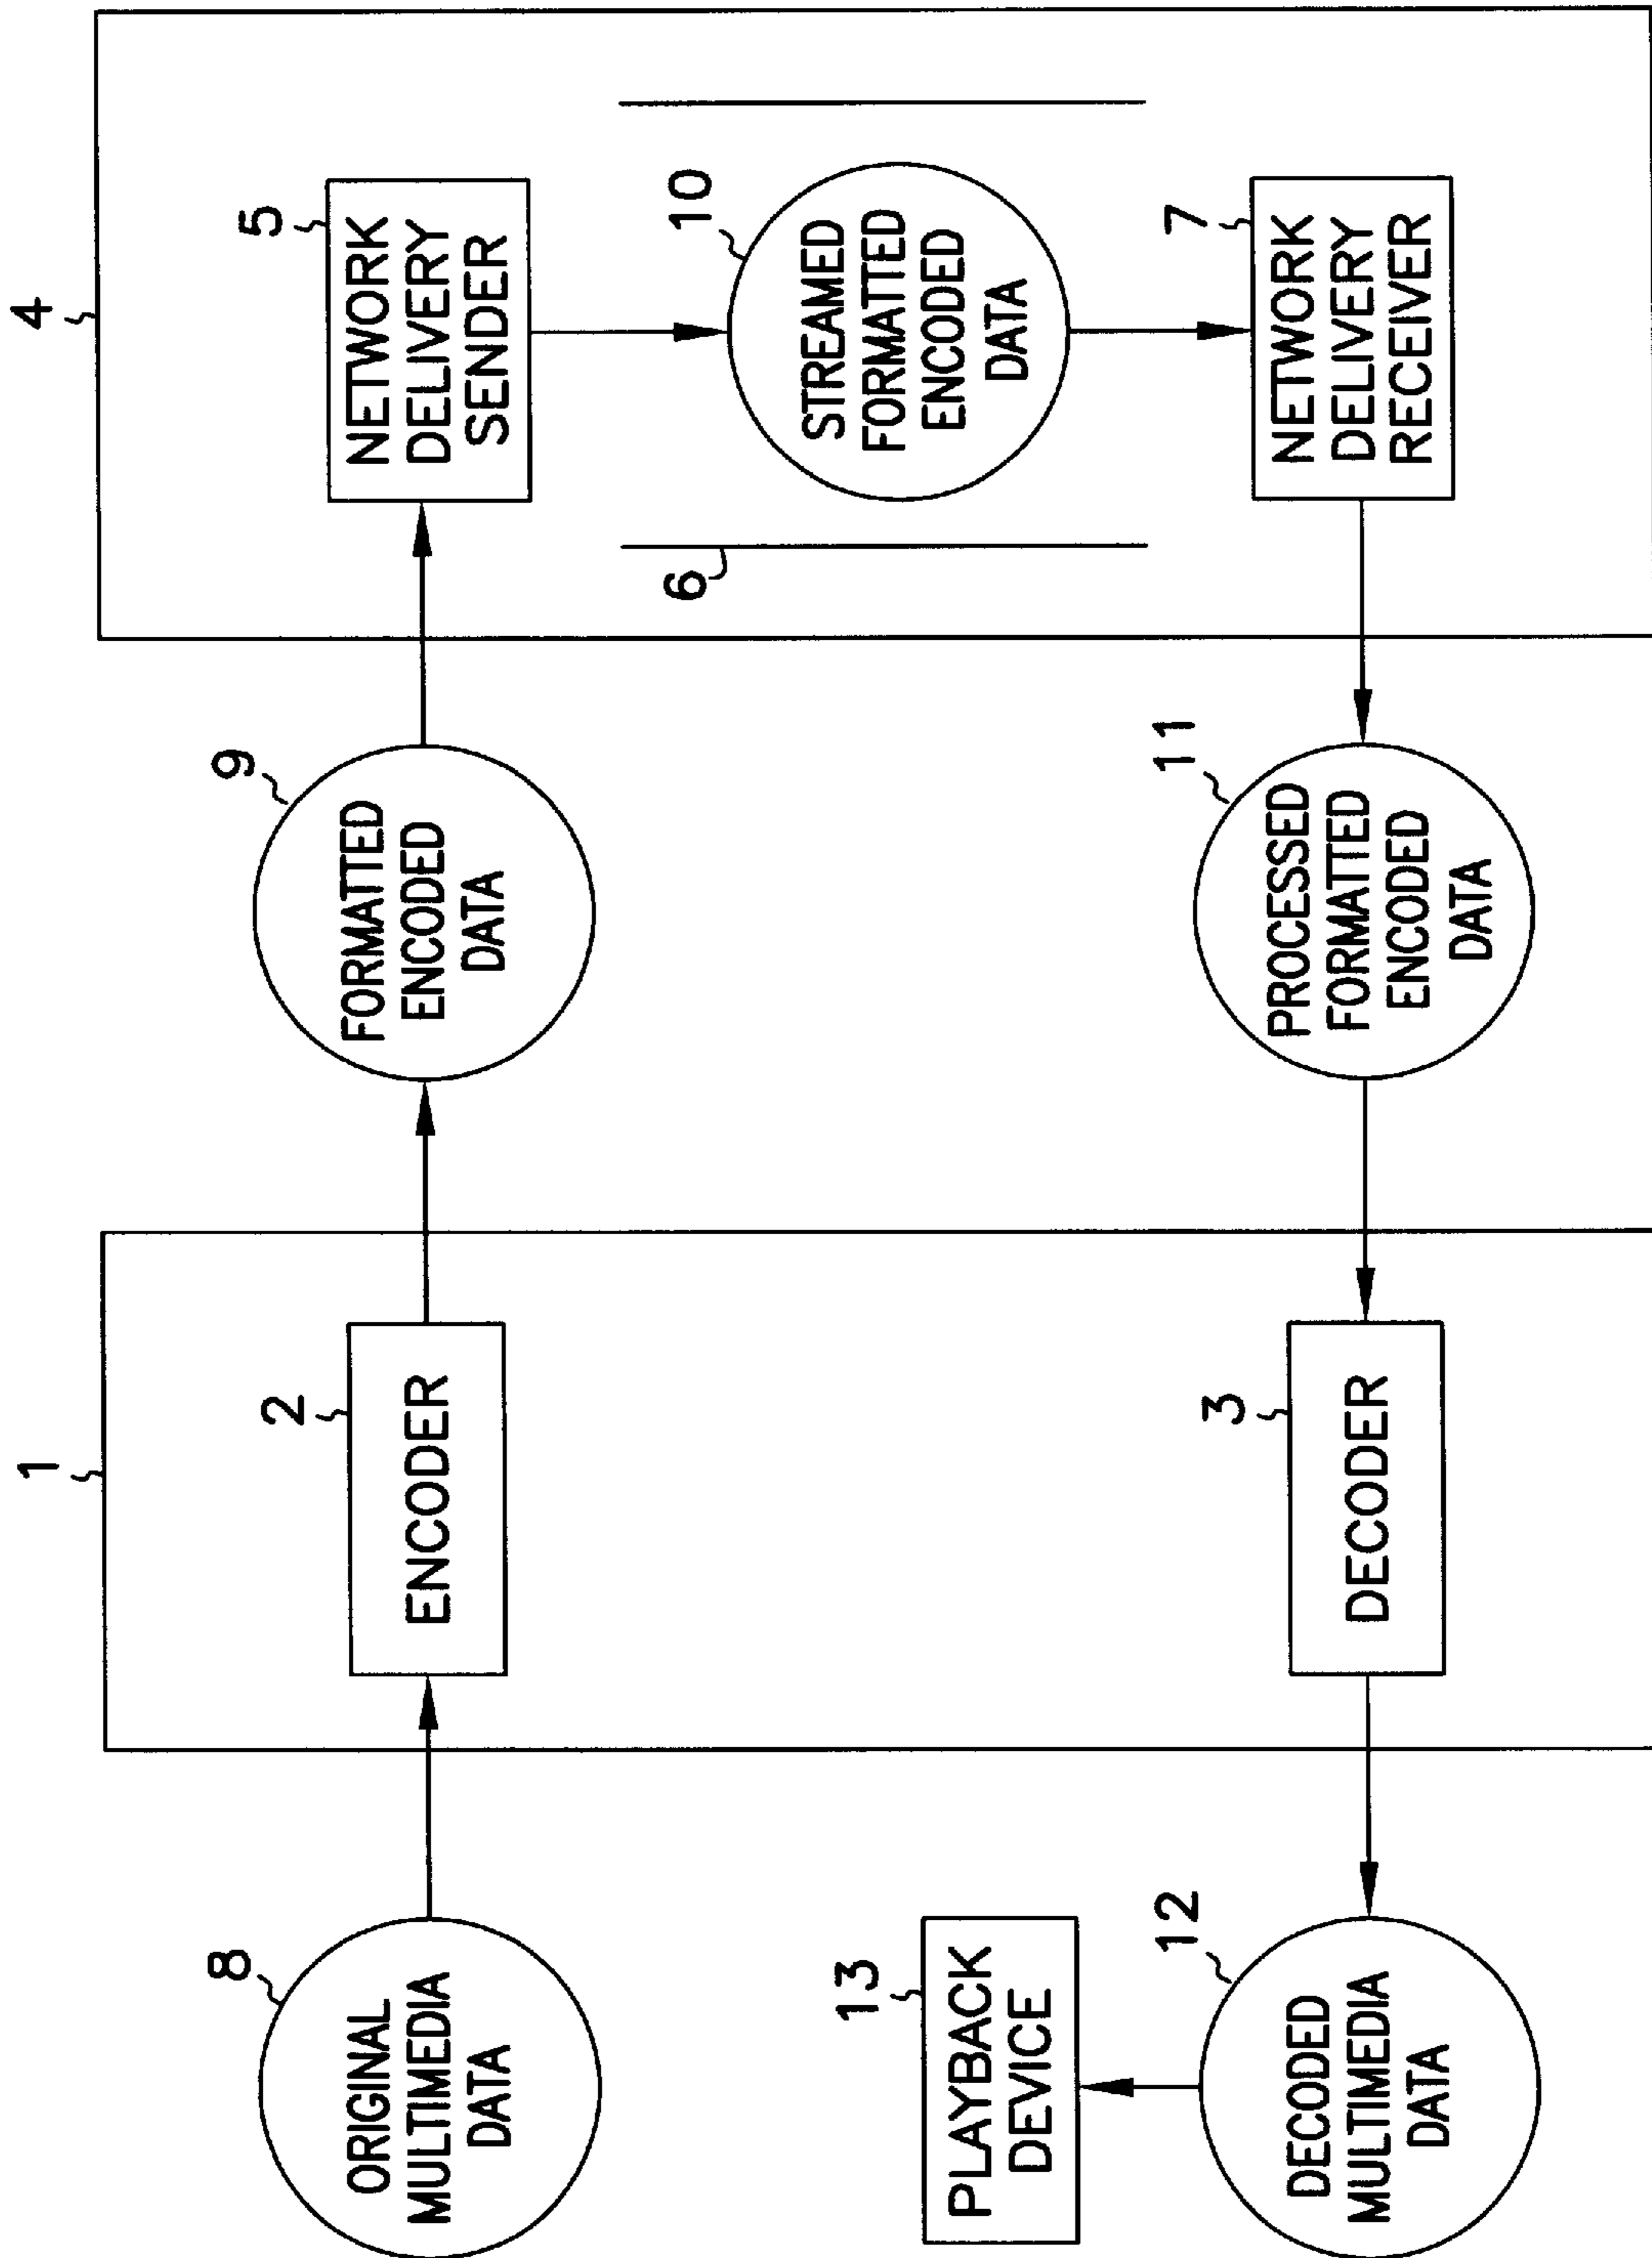 8
ORIGINAL
MULTIMEDIA
DATA
1
2
ENCODER
9
FORMATTED
ENCODED
DATA
4
5
NETWORK
DELIVERY
SENDER
6
10
STREAMED
FORMATTED
ENCODED
DATA
7
NETWORK
DELIVERY
RECEIVER
11
PROCESSED
FORMATTED
ENCODED
DATA
3
DECODER
12
DECODED
MULTIMEDIA
DATA
13
PLAYBACK
DEVICE